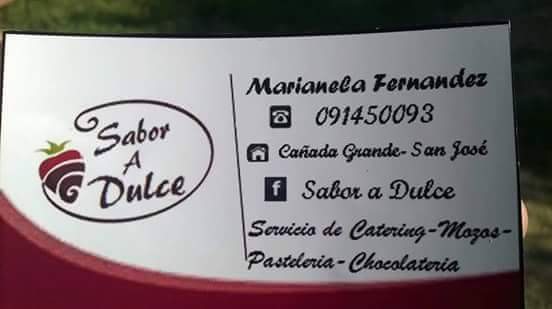 Sabor
A
Dulce
Marianela Fernandez
091450093
Cañada Grande- San José
f Sabor a Dulce
Servicio de Catering-Mozos-
Pasteleria-Chocolateria